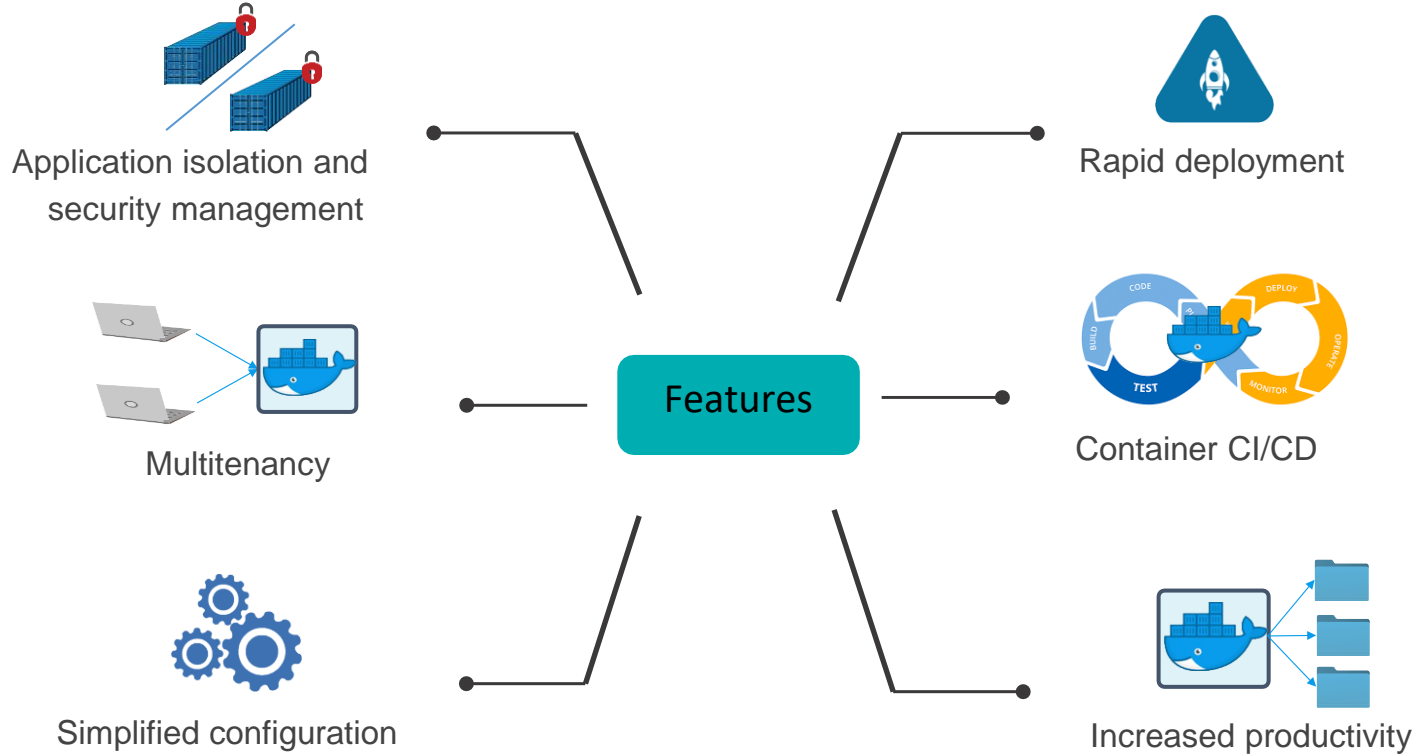 Application isolation and
security management
Rapid deployment
CODE
BUILD
TEST
DEPLOY
OPERATE
MONITOR
Features
Multitenancy
Container CI/CD
Simplified configuration
Increased productivity